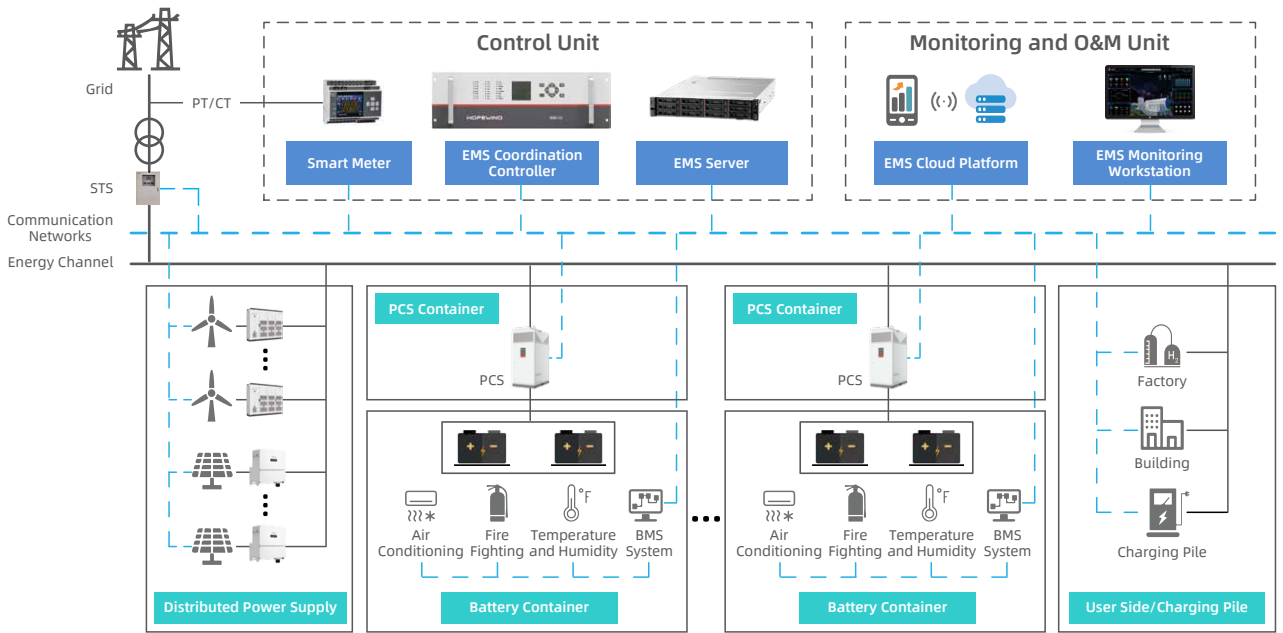 Control Unit
Monitoring and O&M Unit
Grid
PT/CT
HOPEWIND
Smart Meter
EMS Coordination
Controller
EMS Server
EMS Cloud Platform
EMS Monitoring
Workstation
STS
Communication
Networks
Energy Channel
PCS Container
PCS
PCS Container
PCS
H2
Factory
Building
Charging Pile
°F
Air
Conditioning
Fire
Fighting
Temperature
and Humidity
BMS
System
°F
Air
Conditioning
Fire
Fighting
Temperature
and Humidity
BMS
System
Distributed Power Supply
Battery Container
Battery Container
User Side/Charging Pile